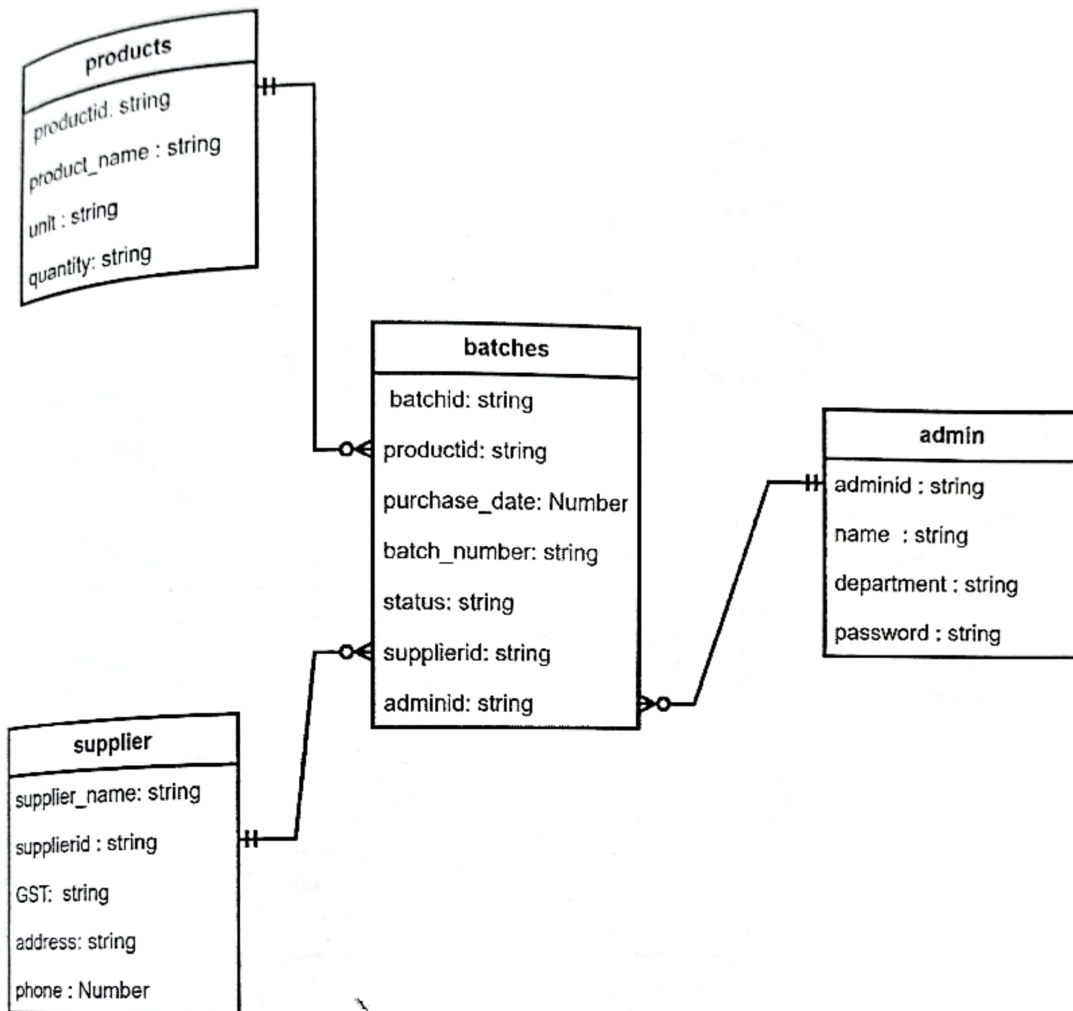 products
productid: string
product_name : string
unit : string
quantity: string
batches
batchid: string
productid: string
purchase_date: Number
batch_number: string
status: string
supplierid: string
adminid: string
admin
adminid : string
name : string
department : string
password : string
supplier
supplier_name: string
supplierid : string
GST: string
address: string
phone : Number